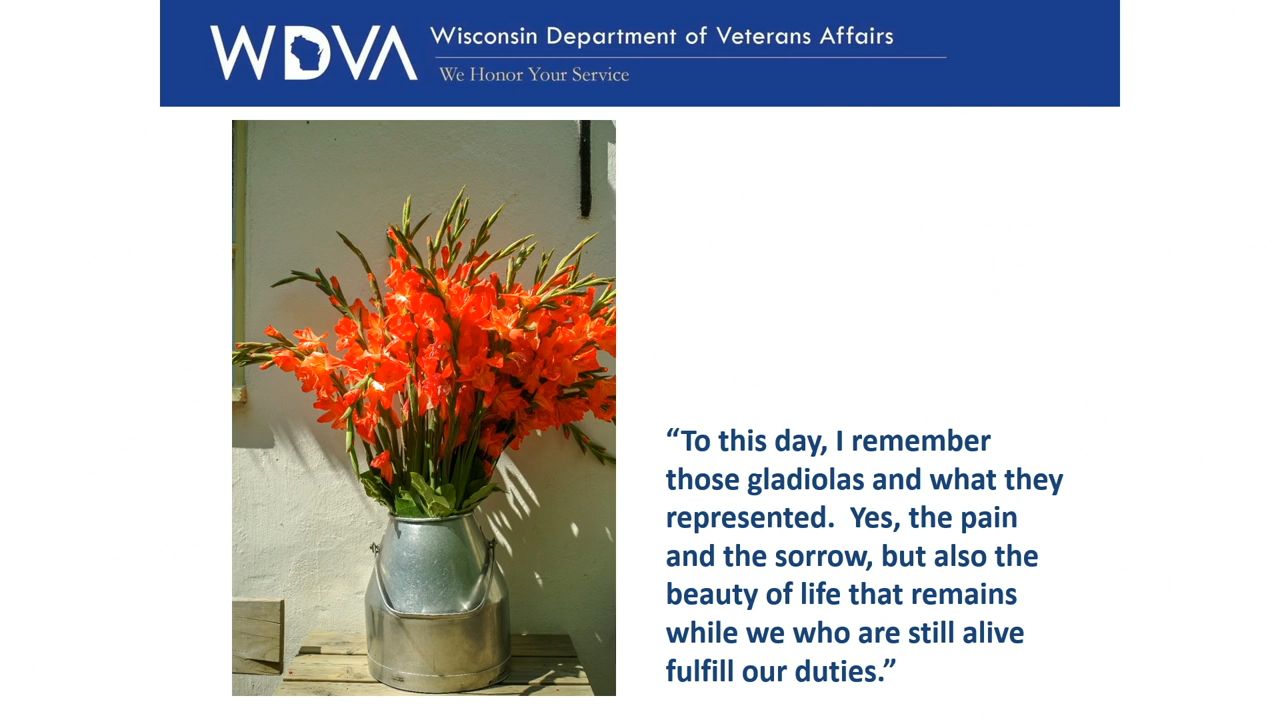 WDVA
Wisconsin Department of Veterans Affairs
We Honor Your Service
“To this day, I remember
those gladiolas and what they
represented.  Yes, the pain
and the sorrow, but also the
beauty of life that remains
while we who are still alive
fulfill our duties.”